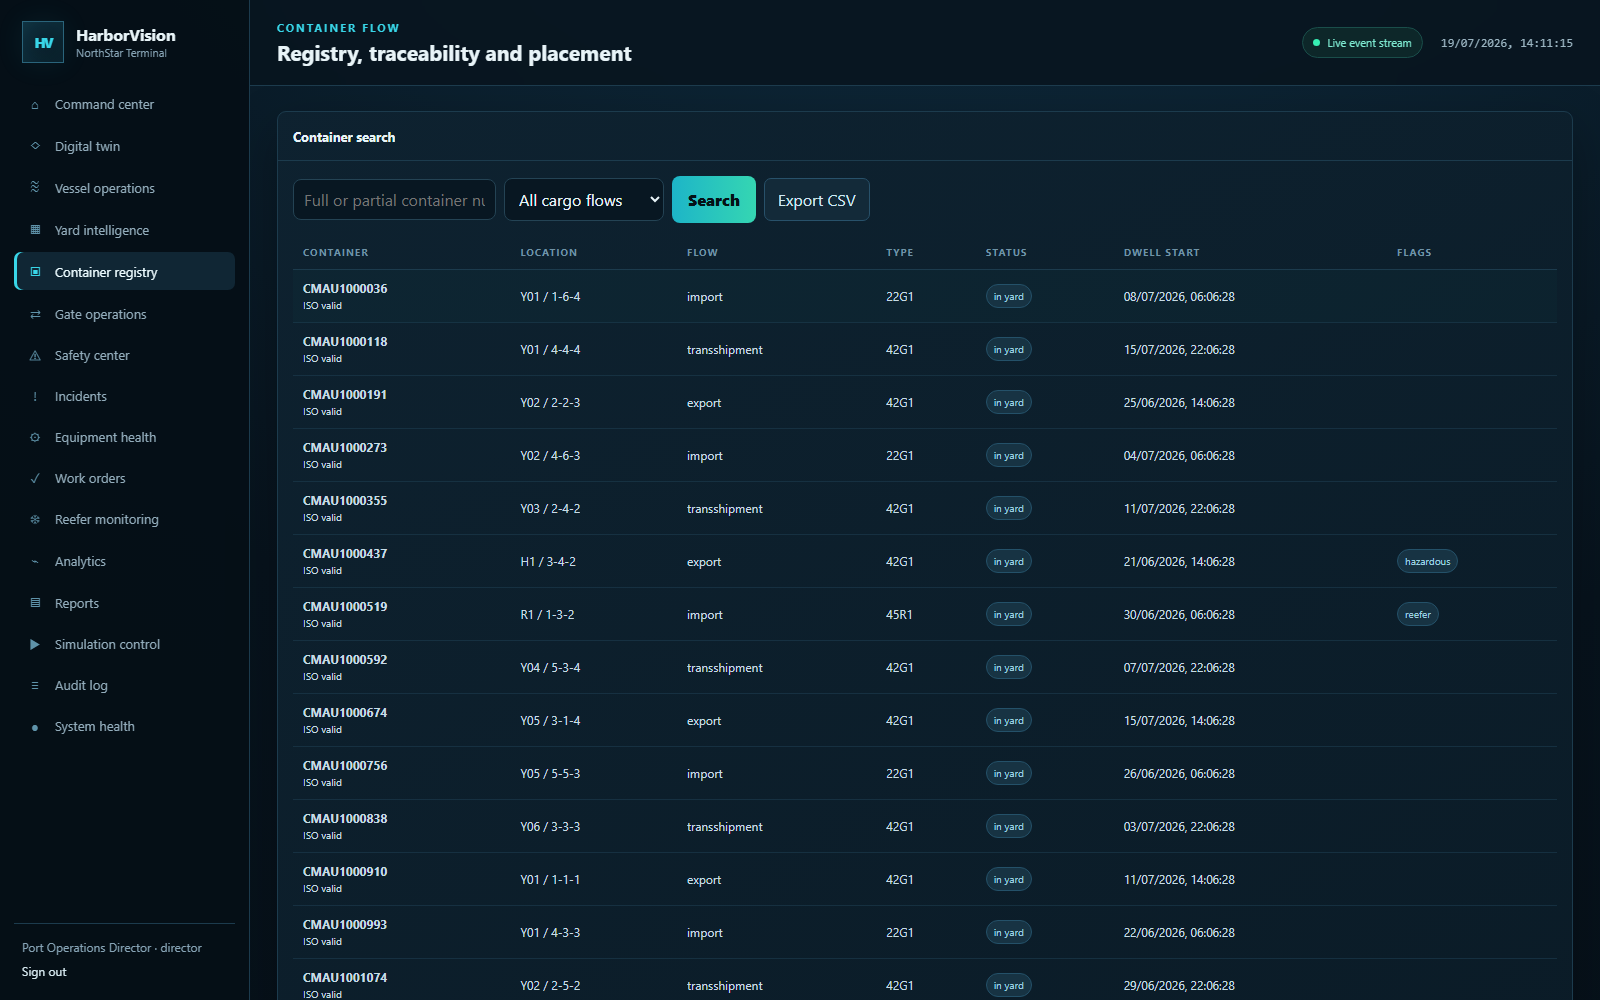 HV
HarborVision
NorthStar Terminal
Command center
Digital twin
Vessel operations
Yard intelligence
Container registry
Gate operations
Safety center
Incidents
Equipment health
Work orders
Reefer monitoring
Analytics
Reports
Simulation control
Audit log
System health
Port Operations Director · director
Sign out
CONTAINER FLOW
Registry, traceability and placement
Live event stream
19/07/2026, 14:11:15
Container search
Full or partial container nu
All cargo flows
Search
Export CSV
CONTAINER LOCATION FLOW TYPE STATUS DWELL START FLAGS
CMAU1000036 Y01 / 1-6-4 import 22G1 in yard 08/07/2026, 06:06:28
ISO valid
CMAU1000118 Y01 / 4-4-4 transshipment 42G1 in yard 15/07/2026, 22:06:28
ISO valid
CMAU1000191 Y02 / 2-2-3 export 42G1 in yard 25/06/2026, 14:06:28
ISO valid
CMAU1000273 Y02 / 4-6-3 import 22G1 in yard 04/07/2026, 06:06:28
ISO valid
CMAU1000355 Y03 / 2-4-2 transshipment 42G1 in yard 11/07/2026, 22:06:28
ISO valid
CMAU1000437 H1 / 3-4-2 export 42G1 in yard 21/06/2026, 14:06:28 hazardous
ISO valid
CMAU1000519 R1 / 1-3-2 import 45R1 in yard 30/06/2026, 06:06:28 reefer
ISO valid
CMAU1000592 Y04 / 5-3-4 transshipment 42G1 in yard 07/07/2026, 22:06:28
ISO valid
CMAU1000674 Y05 / 3-1-4 export 42G1 in yard 15/07/2026, 14:06:28
ISO valid
CMAU1000756 Y05 / 5-5-3 import 22G1 in yard 26/06/2026, 06:06:28
ISO valid
CMAU1000838 Y06 / 3-3-3 transshipment 42G1 in yard 03/07/2026, 22:06:28
ISO valid
CMAU1000910 Y01 / 1-1-1 export 42G1 in yard 11/07/2026, 14:06:28
ISO valid
CMAU1000993 Y01 / 4-3-3 import 22G1 in yard 22/06/2026, 06:06:28
ISO valid
CMAU1001074 Y02 / 2-5-2 transshipment 42G1 in yard 29/06/2026, 22:06:28
ISO valid